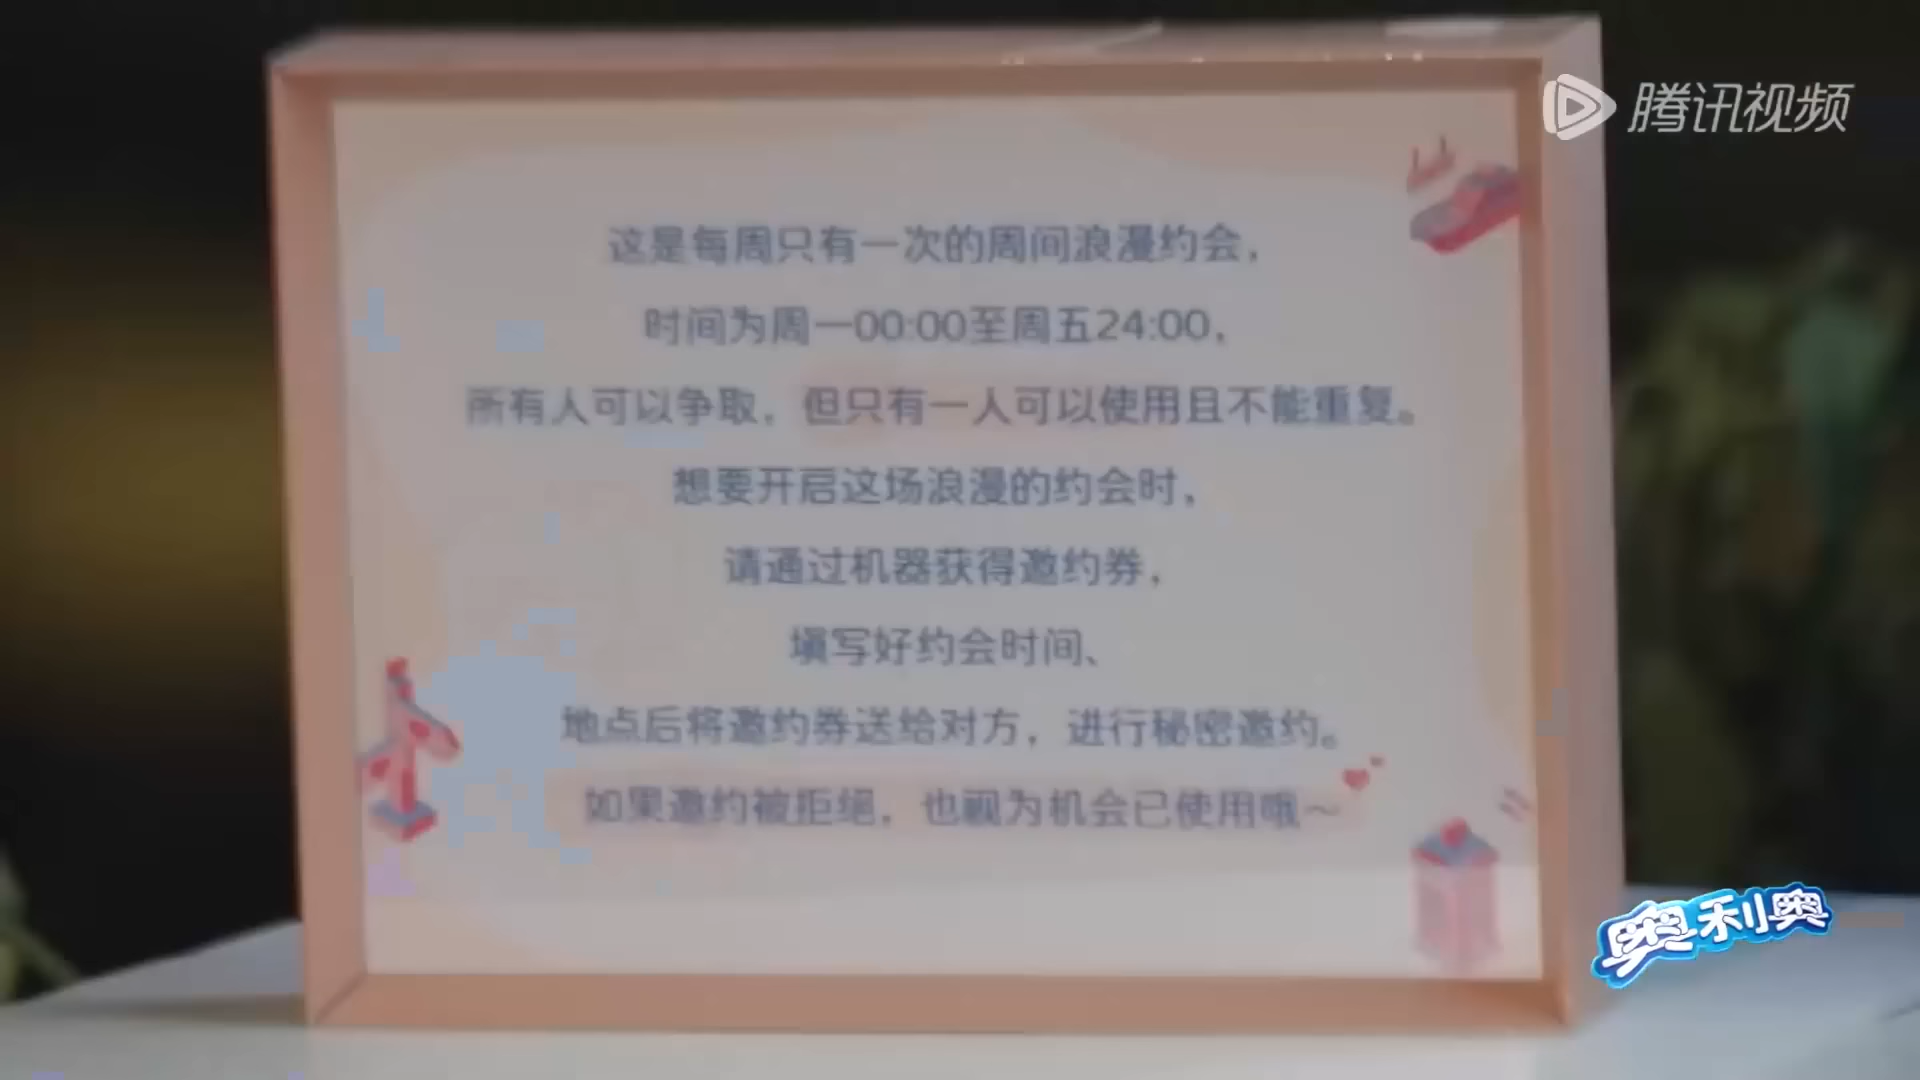 腾讯视频
这是每周只有一次的周间浪漫约会，
时间为周一00:00至周五24:00，
所有人可以争取，但只有一人可以使用且不能重复。
想要开启这场浪漫的约会时，
请通过机器获得邀约券，
填写好约会时间、
地点后将邀约券送给对方，进行秘密邀约。
如果邀约被拒绝，也视为机会已使用哦～
奥利奥